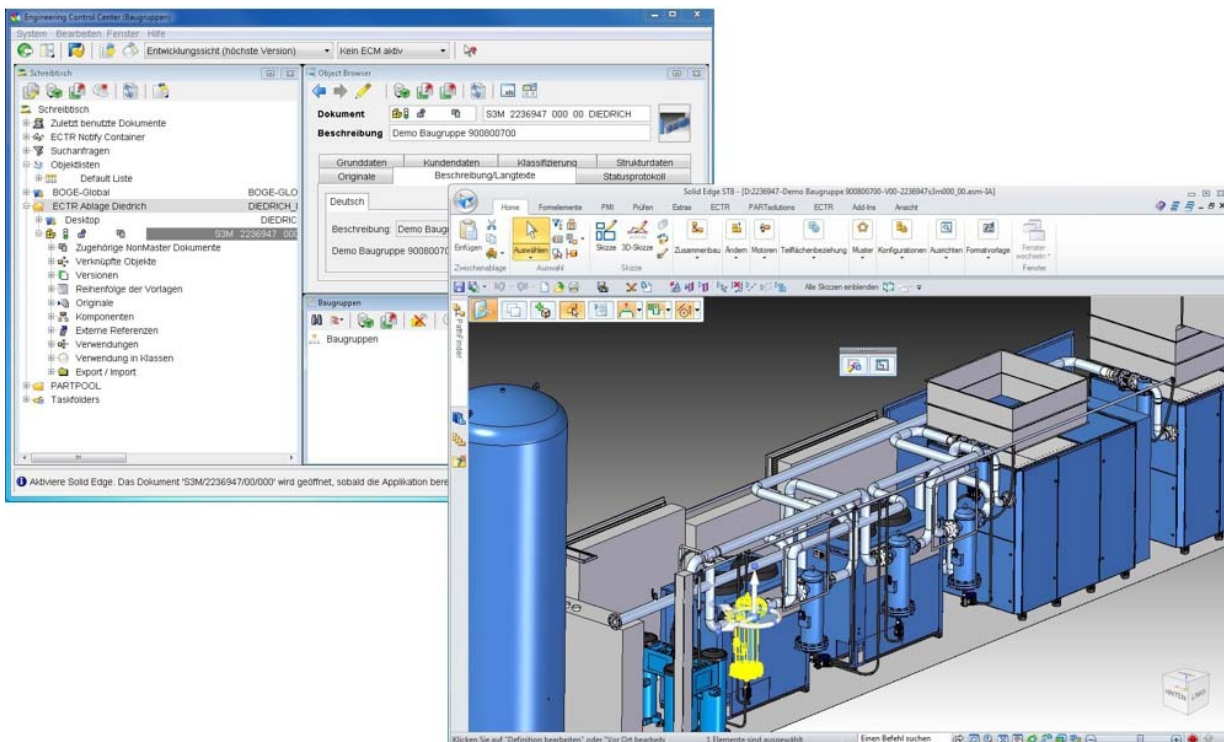 Engineering Control Center (Baugruppen)
System Bearbeiten Fenster Hilfe
Entwicklungssicht (höchste Version) Kein ECM aktiv
Schreibtisch
Schreibtisch
Zuletzt benutzte Dokumente
ECTR Notify Container
Suchanfragen
Objektlisten
Default Liste
BOGE-Global BOGE-GLO
ECTR Ablage Diedrich DIEDRICH_
Desktop DIEDRIC
S3M 2236947 000
Zugehörige NonMaster Dokumente
Verknüpfte Objekte
Versionen
Reihenfolge der Vorlagen
Originale
Komponenten
Externe Referenzen
Verwendungen
Verwendung in Klassen
Export / Import
PARTPOOL
Taskfolders
Object Browser
Dokument S3M 2236947 000 00 DIEDRICH
Beschreibung Demo Baugruppe 900800700
Grunddaten Kundendaten Klassifizierung Strukturdaten
Originale Beschreibung/Langtexte Statusprotokoll
Deutsch
Beschreibung: Demo Baug
Demo Baugruppe 90080070
Baugruppen
Baugruppen
Aktiviere Solid Edge. Das Dokument 'S3M/2236947/00/000' wird geöffnet, sobald die Applikation bere
Solid Edge ST8 - [D:2236947-Demo Baugruppe 900800700-V00-2236947s3m000_00.asm-IA]
Home Formelemente PMI Prüfen Extras ECTR PARTsolutions ECTR Add-Ins Ansicht
Einfügen Auswählen Skizze 3D-Skizze Zusammenbau Ändern Motoren Teilflächenbeziehung Muster Konfigurationen Ausrichten Formatvorlage Fenster
wechseln
Zwischenablage Auswahl Skizze Fenster
Alle Skizzen einblenden
PathFinder
HINTEN LINKS
Klicken Sie auf "Definition bearbeiten" oder "Vor Ort bearbeit 1 Elemente sind ausgewählt Einen Befehl suchen